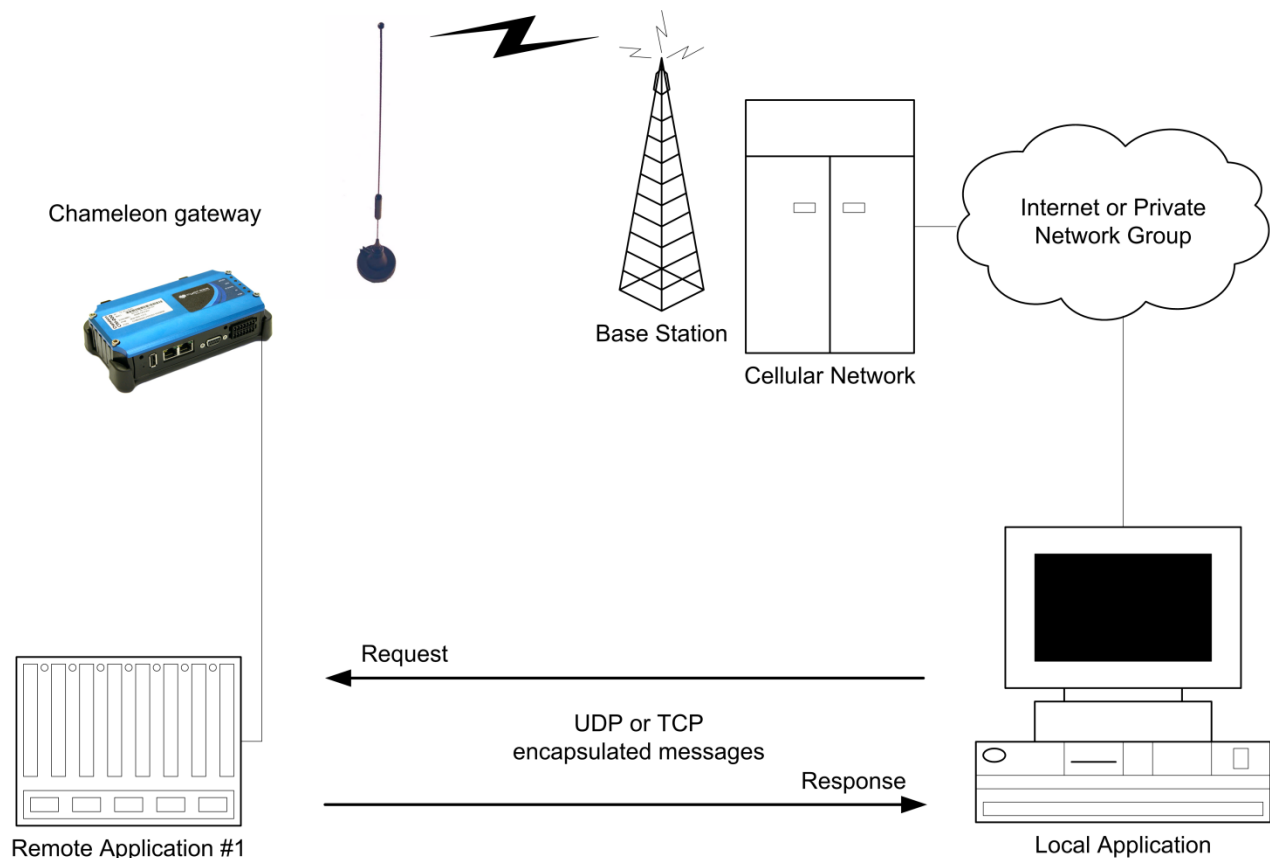 Chameleon gateway
Base Station
Cellular Network
Internet or Private
Network Group
Request
UDP or TCP
encapsulated messages
Response
Remote Application #1
Local Application